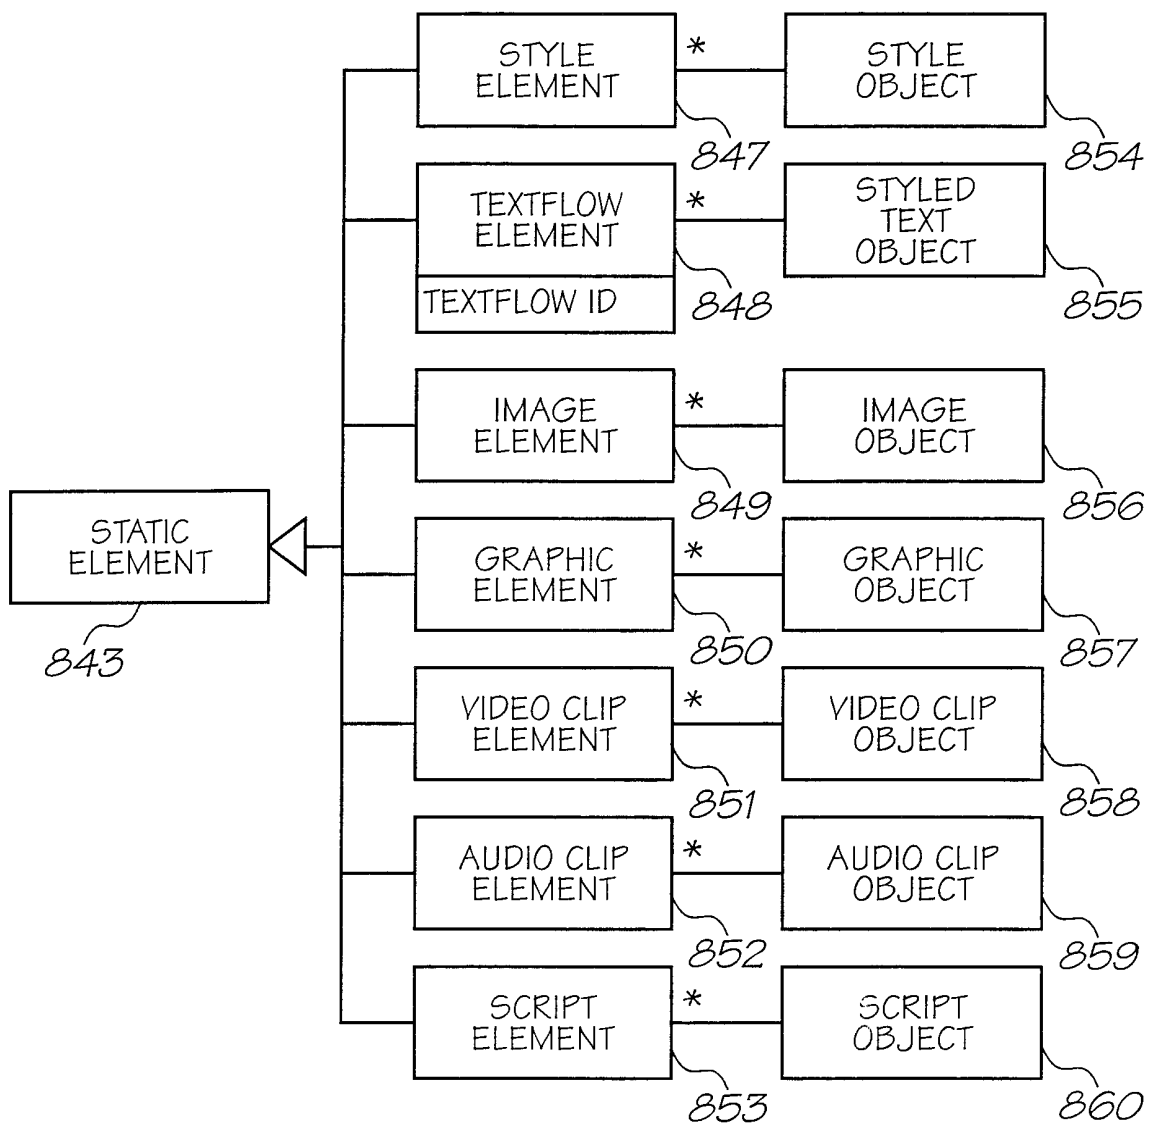 STYLE
ELEMENT
*
STYLE
OBJECT
847
854
TEXTFLOW
ELEMENT
TEXTFLOW ID
*
STYLED
TEXT
OBJECT
848
855
IMAGE
ELEMENT
*
IMAGE
OBJECT
849
856
STATIC
ELEMENT
843
GRAPHIC
ELEMENT
*
GRAPHIC
OBJECT
850
857
VIDEO CLIP
ELEMENT
*
VIDEO CLIP
OBJECT
851
858
AUDIO CLIP
ELEMENT
*
AUDIO CLIP
OBJECT
852
859
SCRIPT
ELEMENT
*
SCRIPT
OBJECT
853
860